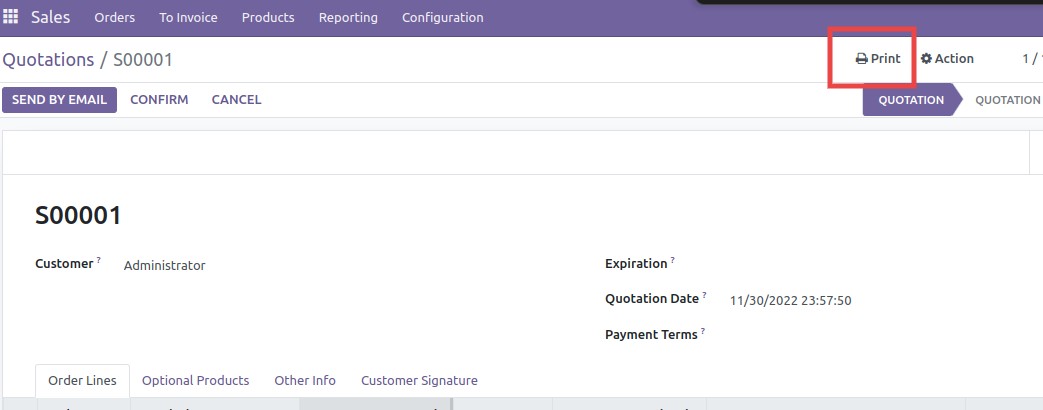 Sales Orders To Invoice Products Reporting Configuration
Quotations / S00001 Print Action 1 /
SEND BY EMAIL CONFIRM CANCEL QUOTATION QUOTATION
S00001
Customer ? Administrator Expiration ?
Quotation Date ? 11/30/2022 23:57:50
Payment Terms ?
Order Lines Optional Products Other Info Customer Signature